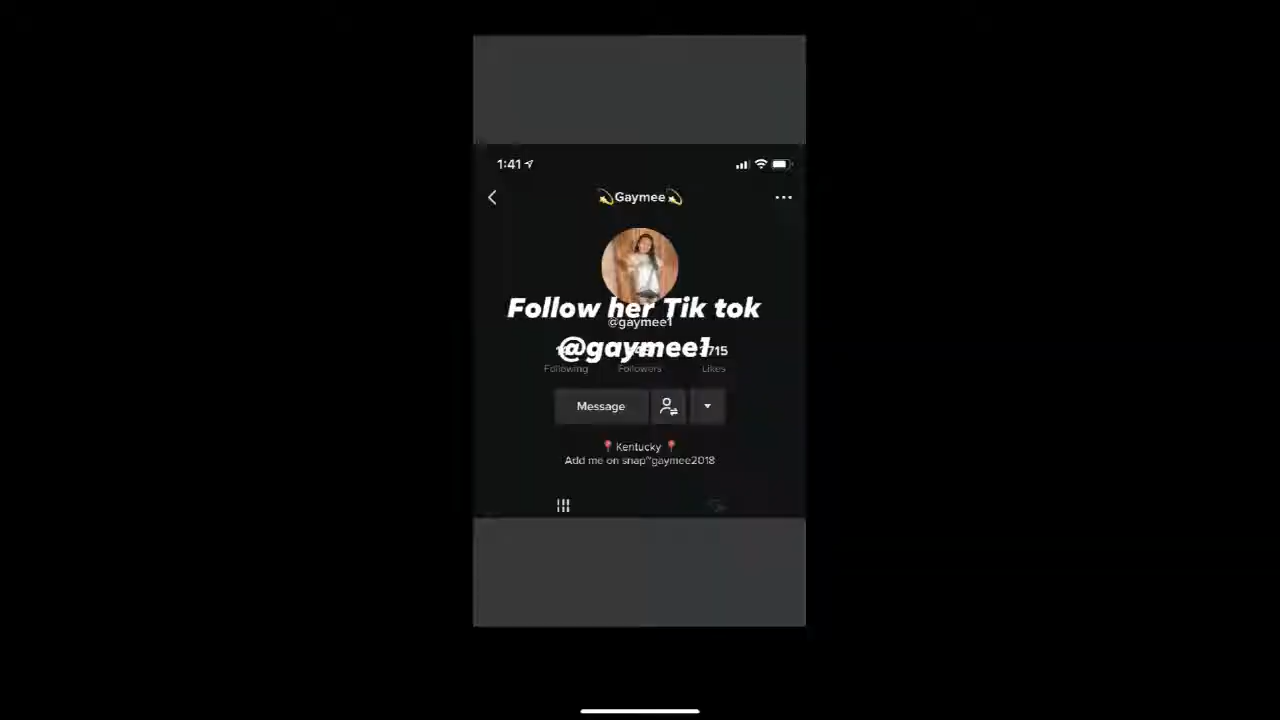 1:41
💫Gaymee💫
Follow her Tik tok
@gaymee1
@gaymee1
Following Followers Likes
Message
📍 Kentucky 📍
Add me on snap~gaymee2018